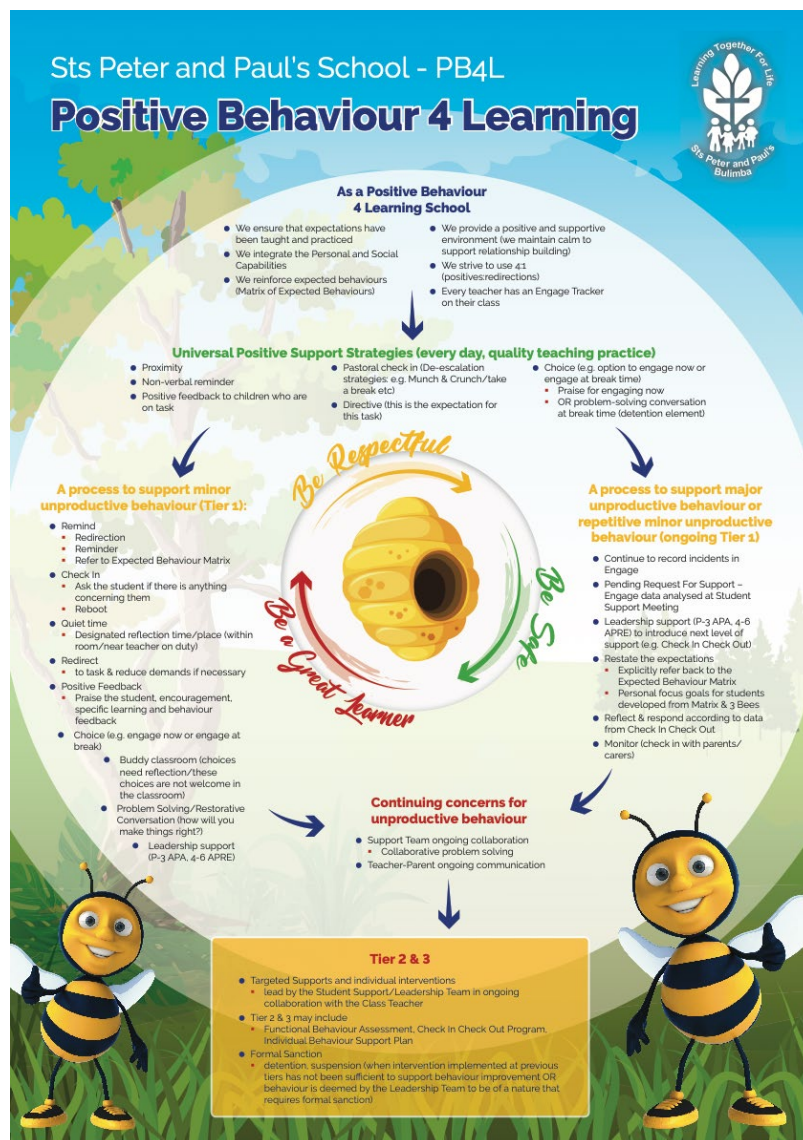 Sts Peter and Paul's School - PB4L
Positive Behaviour 4 Learning
Learning Together For Life
Sts Peter and Paul's
Bulimba
As a Positive Behaviour
4 Learning School
● We ensure that expectations have
been taught and practiced
● We integrate the Personal and Social
Capabilities
● We reinforce expected behaviours
(Matrix of Expected Behaviours)
● We provide a positive and supportive
environment (we maintain calm to
support relationship building)
● We strive to use 4:1
(positives:redirections)
● Every teacher has an Engage Tracker
on their class
Universal Positive Support Strategies (every day, quality teaching practice)
● Proximity
● Non-verbal reminder
● Positive feedback to children who are
on task
● Pastoral check in (De-escalation
strategies: e.g. Munch & Crunch/take
a break etc)
● Directive (this is the expectation for
this task)
● Choice (e.g. option to engage now or
engage at break time)
• Praise for engaging now
• OR problem-solving conversation
at break time (detention element)
A process to support minor
unproductive behaviour (Tier 1):
● Remind
• Redirection
• Reminder
• Refer to Expected Behaviour Matrix
● Check In
• Ask the student if there is anything
concerning them
• Reboot
● Quiet time
• Designated reflection time/place (within
room/near teacher on duty)
● Redirect
• to task & reduce demands if necessary
● Positive Feedback
• Praise the student, encouragement,
specific learning and behaviour
feedback
● Choice (e.g. engage now or engage at
break)
● Buddy classroom (choices
need reflection/these
choices are not welcome in
the classroom)
● Problem Solving/Restorative
Conversation (how will you
make things right?)
● Leadership support
(P-3 APA, 4-6 APRE)
Be Respectful
Be Safe
Be a Great Learner
A process to support major
unproductive behaviour or
repetitive minor unproductive
behaviour (ongoing Tier 1)
● Continue to record incidents in
Engage
● Pending Request For Support –
Engage data analysed at Student
Support Meeting
● Leadership support (P-3 APA, 4-6
APRE) to introduce next level of
support (e.g. Check In Check Out)
● Restate the expectations
• Explicitly refer back to the
Expected Behaviour Matrix
• Personal focus goals for students
developed from Matrix & 3 Bees
● Reflect & respond according to data
from Check In Check Out
● Monitor (check in with parents/
carers)
Continuing concerns for
unproductive behaviour
● Support Team ongoing collaboration
• Collaborative problem solving
● Teacher-Parent ongoing communication
Tier 2 & 3
● Targeted Supports and individual interventions
• lead by the Student Support/Leadership Team in ongoing
collaboration with the Class Teacher
● Tier 2 & 3 may include
• Functional Behaviour Assessment, Check In Check Out Program,
Individual Behaviour Support Plan
● Formal Sanction
• detention, suspension (when intervention implemented at previous
tiers has not been sufficient to support behaviour improvement OR
behaviour is deemed by the Leadership Team to be of a nature that
requires formal sanction)